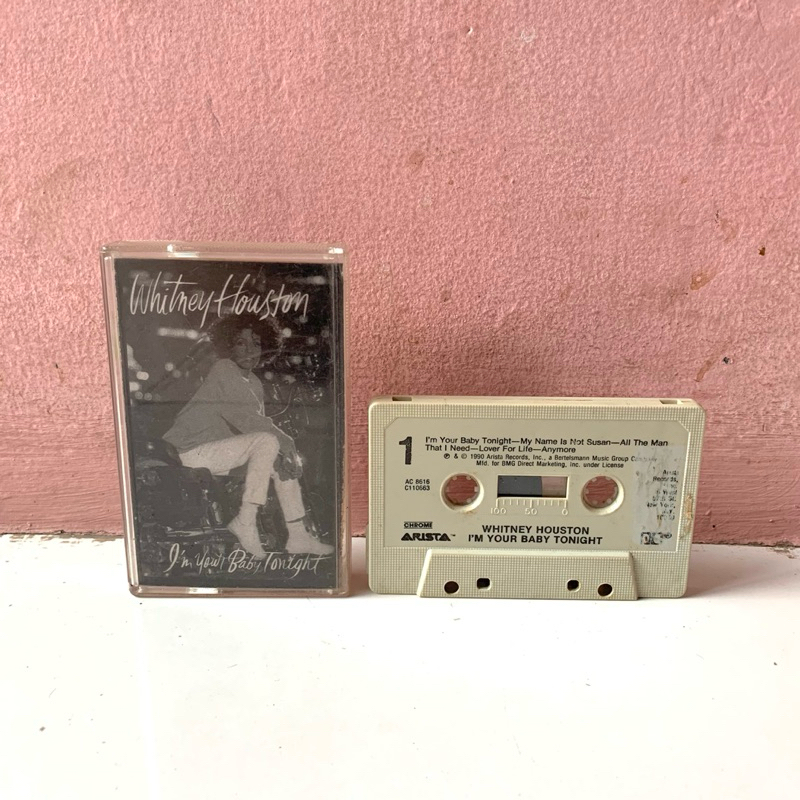 Whitney Houston
I'm Your Baby Tonight
1
I'm Your Baby Tonight—My Name Is Not Susan—All The Man
That I Need—Lover For Life—Anymore
℗ & © 1990 Arista Records, Inc., a Bertelsmann Music Group
Mfd. for BMG Direct Marketing, Inc. under License
AC 8616
C110663
Records,
100 50 0
CHROME
ARISTA™
WHITNEY HOUSTON
I'M YOUR BABY TONIGHT